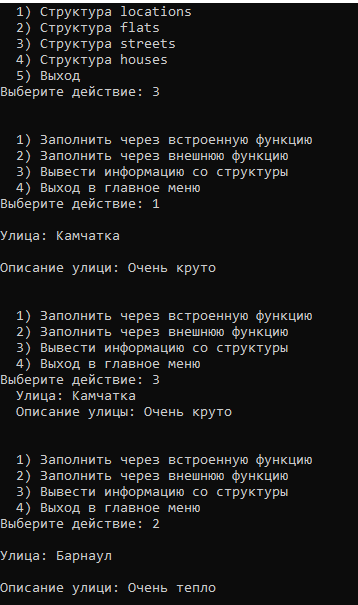 1) Структура locations
2) Структура flats
3) Структура streets
4) Структура houses
5) Выход
Выберите действие: 3
1) Заполнить через встроенную функцию
2) Заполнить через внешнюю функцию
3) Вывести информацию со структуры
4) Выход в главное меню
Выберите действие: 1
Улица: Камчатка
Описание улици: Очень круто
1) Заполнить через встроенную функцию
2) Заполнить через внешнюю функцию
3) Вывести информацию со структуры
4) Выход в главное меню
Выберите действие: 3
Улица: Камчатка
Описание улицы: Очень круто
1) Заполнить через встроенную функцию
2) Заполнить через внешнюю функцию
3) Вывести информацию со структуры
4) Выход в главное меню
Выберите действие: 2
Улица: Барнаул
Описание улици: Очень тепло